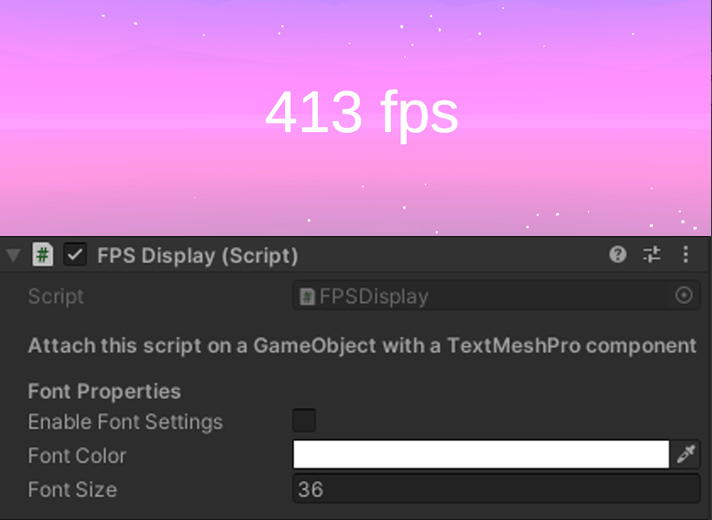 413 fps
FPS Display (Script)
Script FPSDisplay
Attach this script on a GameObject with a TextMeshPro component
Font Properties
Enable Font Settings
Font Color
Font Size 36